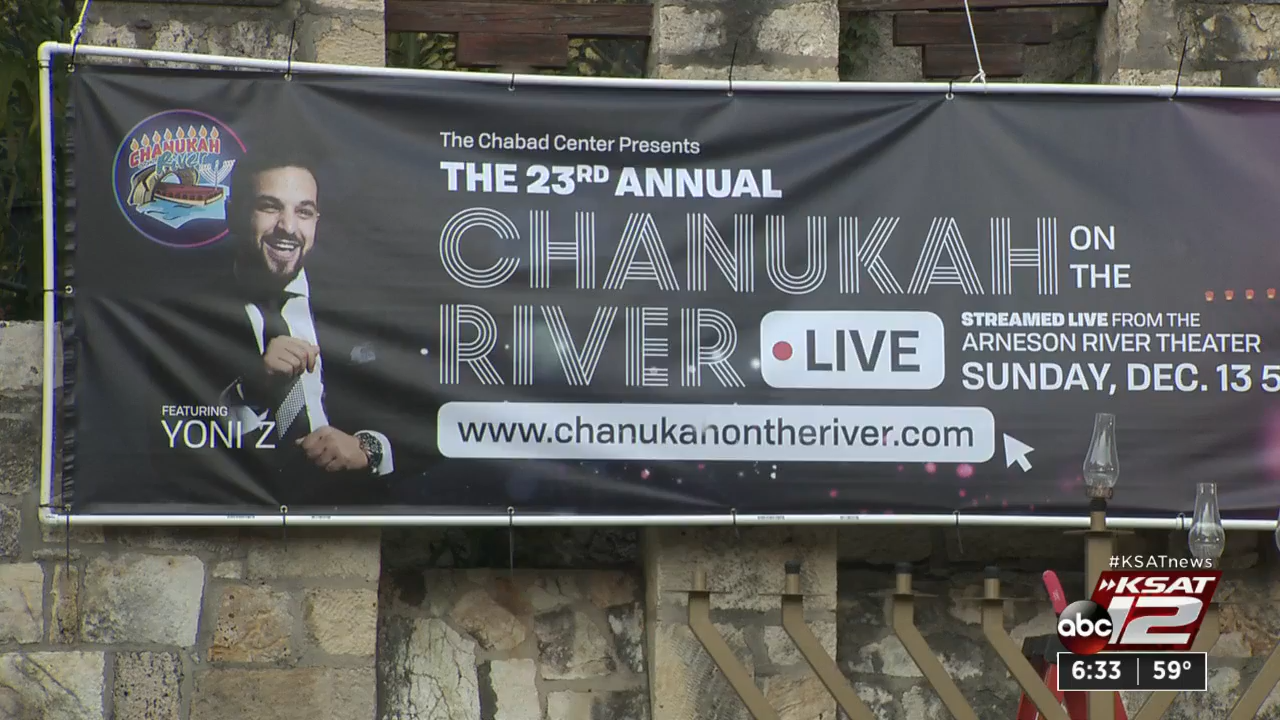 CHANUKAH
River
The Chabad Center Presents
THE 23RD ANNUAL
CHANUKAH ON THE
RIVER LIVE
STREAMED LIVE FROM THE
ARNESON RIVER THEATER
SUNDAY, DEC. 13 5
FEATURING
YONI Z
www.chanukahontheriver.com
#KSATnews
KSAT
abc 12
6:33 59°